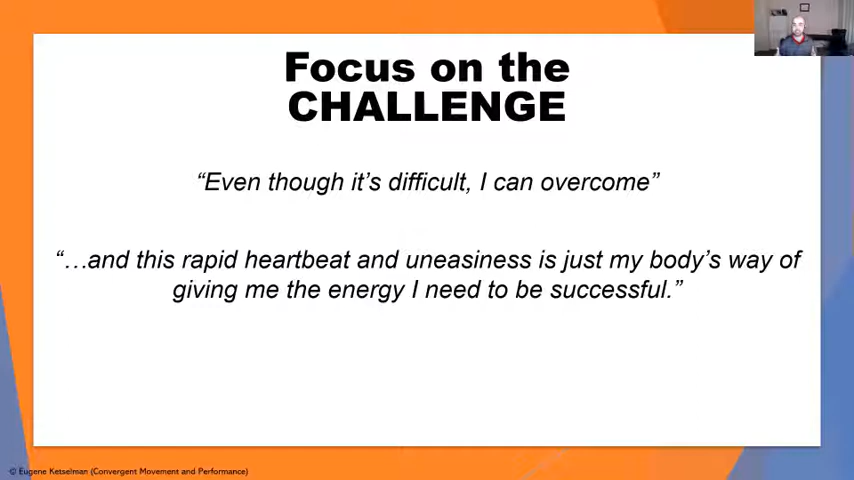 Focus on the
CHALLENGE
“Even though it’s difficult, I can overcome”
“…and this rapid heartbeat and uneasiness is just my body’s way of
giving me the energy I need to be successful.”
© Eugene Ketselman (Convergent Movement and Performance)